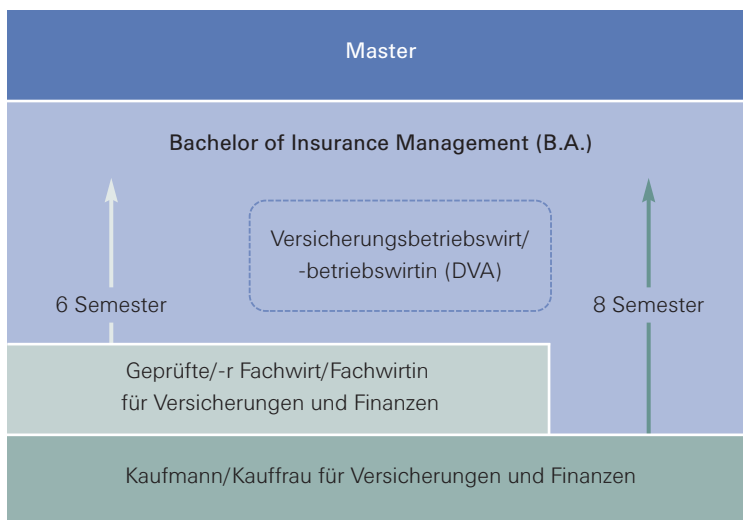 Master
Bachelor of Insurance Management (B.A.)
Versicherungsbetriebswirt/
-betriebswirtin (DVA)
6 Semester
8 Semester
Geprüfte/-r Fachwirt/Fachwirtin
für Versicherungen und Finanzen
Kaufmann/Kauffrau für Versicherungen und Finanzen